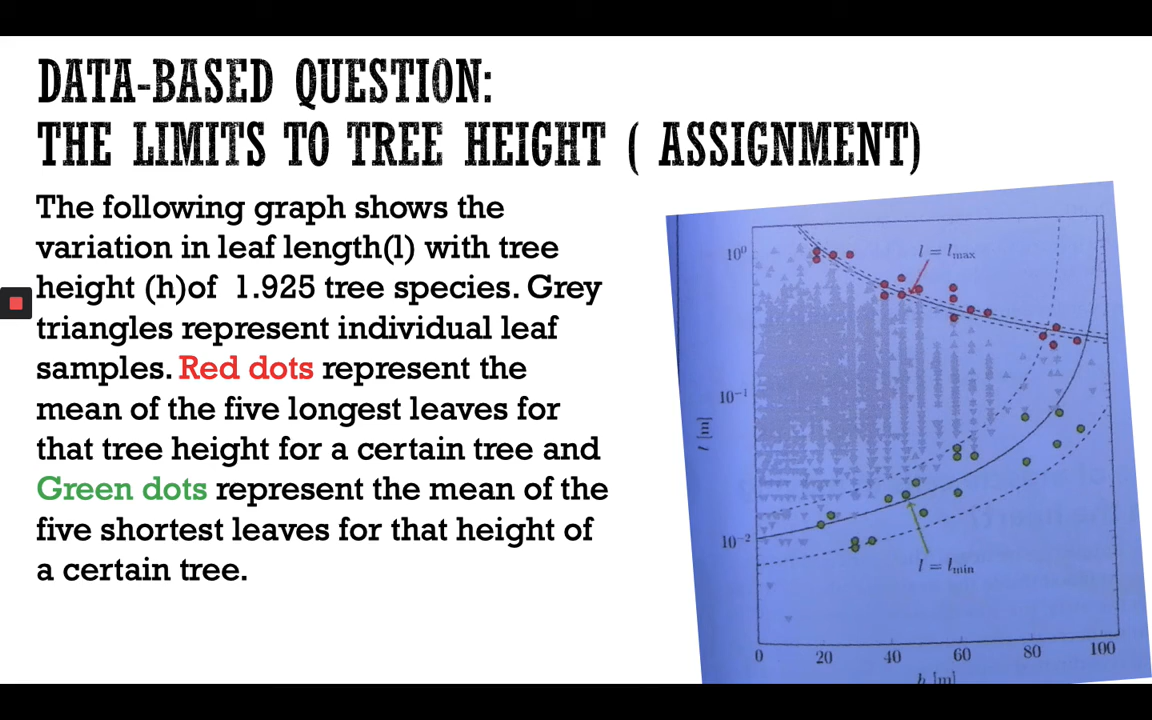 DATA-BASED QUESTION:
THE LIMITS TO TREE HEIGHT ( ASSIGNMENT)
The following graph shows the
variation in leaf length(l) with tree
height (h)of 1.925 tree species. Grey
triangles represent individual leaf
samples. Red dots represent the
mean of the five longest leaves for
that tree height for a certain tree and
Green dots represent the mean of the
five shortest leaves for that height of
a certain tree.
10⁰
l = lmax
10⁻¹
l [m]
10⁻²
l = lmin
0 20 40 60 80 100
h [m]